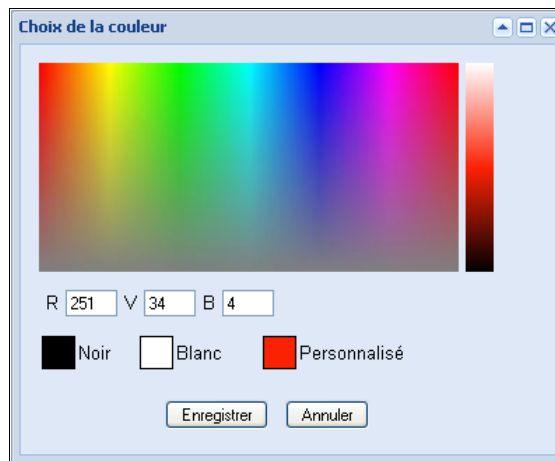 Choix de la couleur
R 251 V 34 B 4
Noir Blanc Personnalisé
Enregistrer Annuler